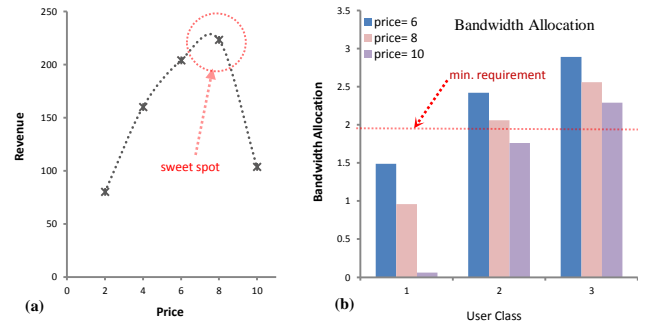 250
200
150
100
50
0
Revenue
sweet spot
0 2 4 6 8 10
Price
(a)
Bandwidth Allocation
price= 6
price= 8
price= 10
min. requirement
3.5
3
2.5
2
1.5
1
0.5
0
Bandwidth Allocation
1 2 3
User Class
(b)